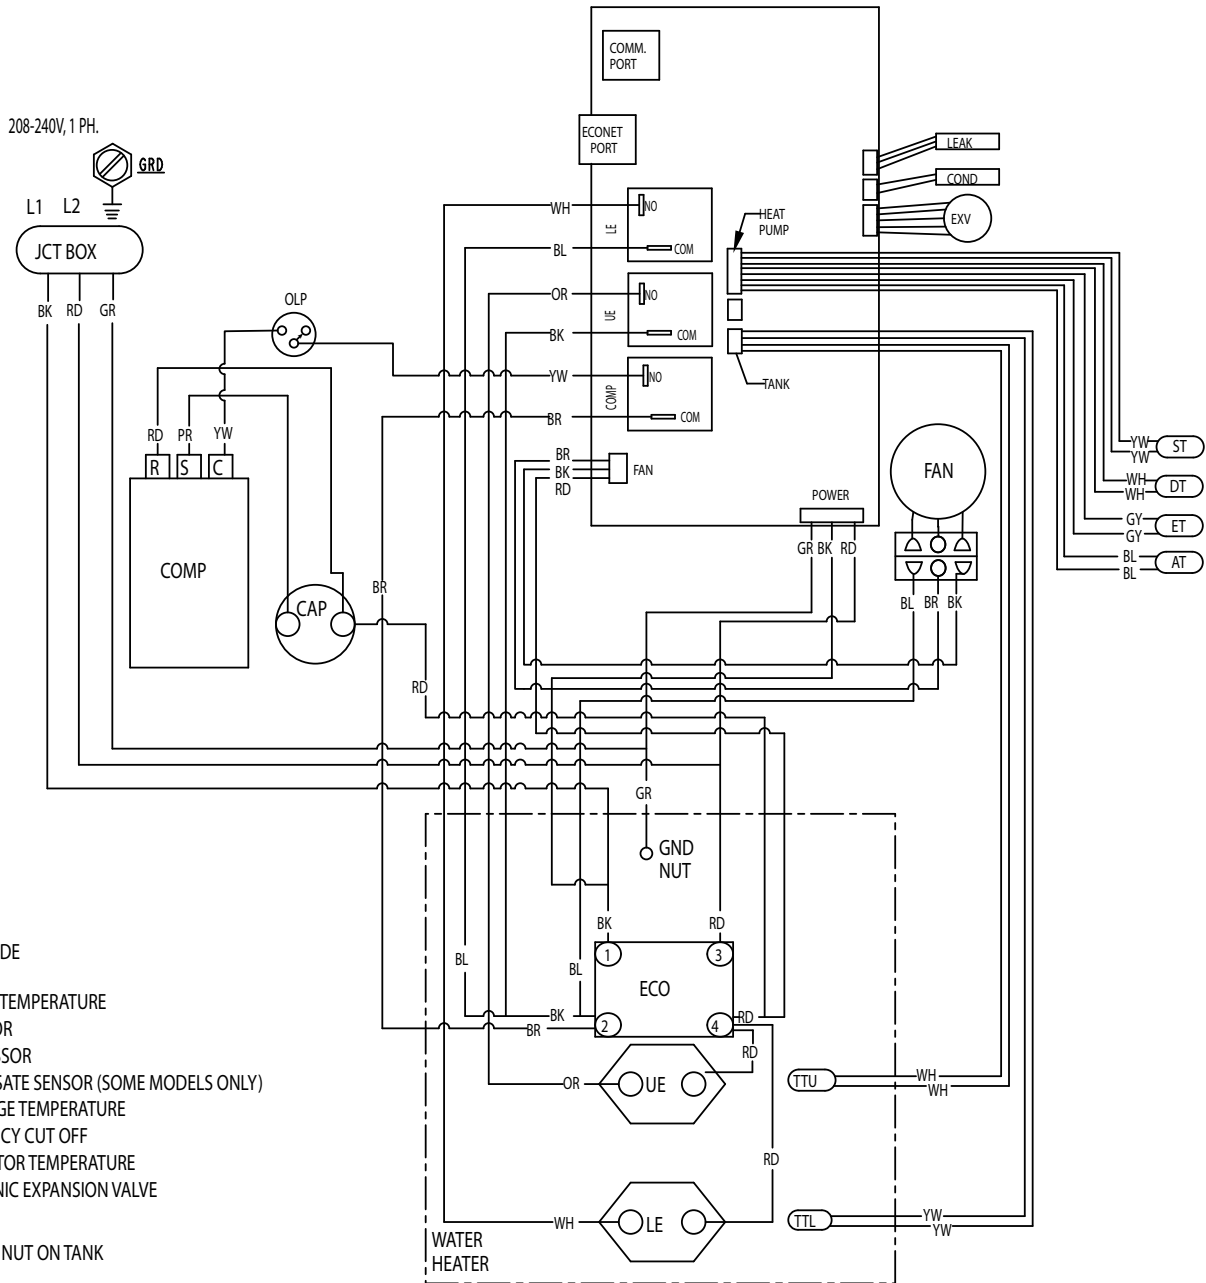 COMM.
PORT
208-240V, 1 PH.
GRD
ECONET
PORT
LEAK
COND
EXV
L1 L2
JCT BOX
WH
NO
LE
BL
COM
HEAT
PUMP
OR
NO
UE
BK
COM
TANK
YW
NO
COMP
BR
COM
BK RD GR
OLP
RD PR YW
R S C
COMP
CAP
BR
BK
RD
FAN
POWER
GR BK RD
FAN
BL BR BK
YW
YW
ST
WH
WH
DT
GY
GY
ET
BL
BL
AT
BR
RD
GR
GND
NUT
BK
RD
1
3
ECO
2
4
BL
BL
BK
BR
RD
RD
OR
UE
TTU
WH
WH
RD
WH
LE
TTL
YW
YW
WATER
HEATER
DE
TEMPERATURE
OR
SSOR
SATE SENSOR (SOME MODELS ONLY)
GE TEMPERATURE
CY CUT OFF
TOR TEMPERATURE
NIC EXPANSION VALVE
NUT ON TANK